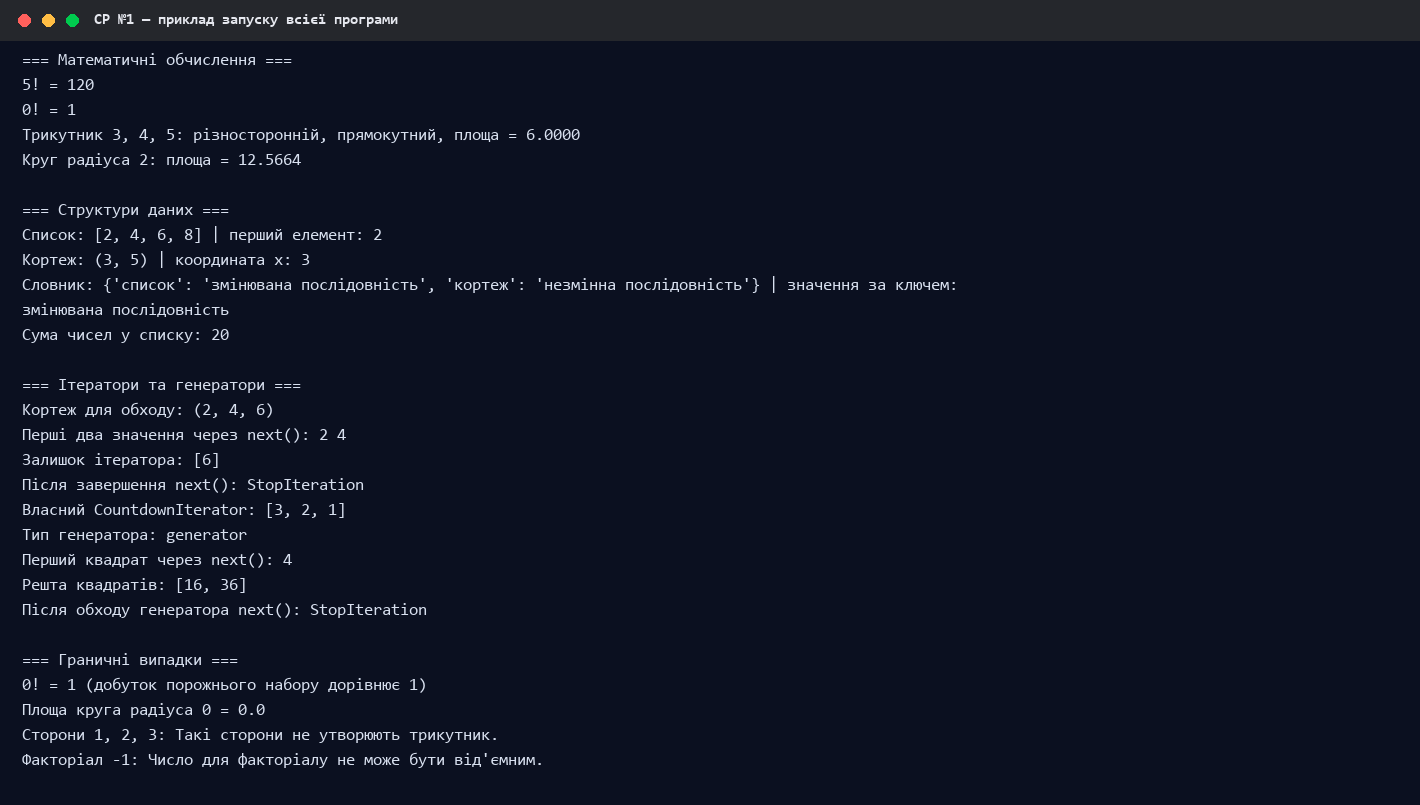 СР №1 — приклад запуску всієї програми
=== Математичні обчислення ===
5! = 120
0! = 1
Трикутник 3, 4, 5: різносторонній, прямокутний, площа = 6.0000
Круг радіуса 2: площа = 12.5664
=== Структури даних ===
Список: [2, 4, 6, 8] | перший елемент: 2
Кортеж: (3, 5) | координата x: 3
Словник: {'список': 'змінювана послідовність', 'кортеж': 'незмінна послідовність'} | значення за ключем:
змінювана послідовність
Сума чисел у списку: 20
=== Ітератори та генератори ===
Кортеж для обходу: (2, 4, 6)
Перші два значення через next(): 2 4
Залишок ітератора: [6]
Після завершення next(): StopIteration
Власний CountdownIterator: [3, 2, 1]
Тип генератора: generator
Перший квадрат через next(): 4
Решта квадратів: [16, 36]
Після обходу генератора next(): StopIteration
=== Граничні випадки ===
0! = 1 (добуток порожнього набору дорівнює 1)
Площа круга радіуса 0 = 0.0
Сторони 1, 2, 3: Такі сторони не утворюють трикутник.
Факторіал -1: Число для факторіалу не може бути від'ємним.